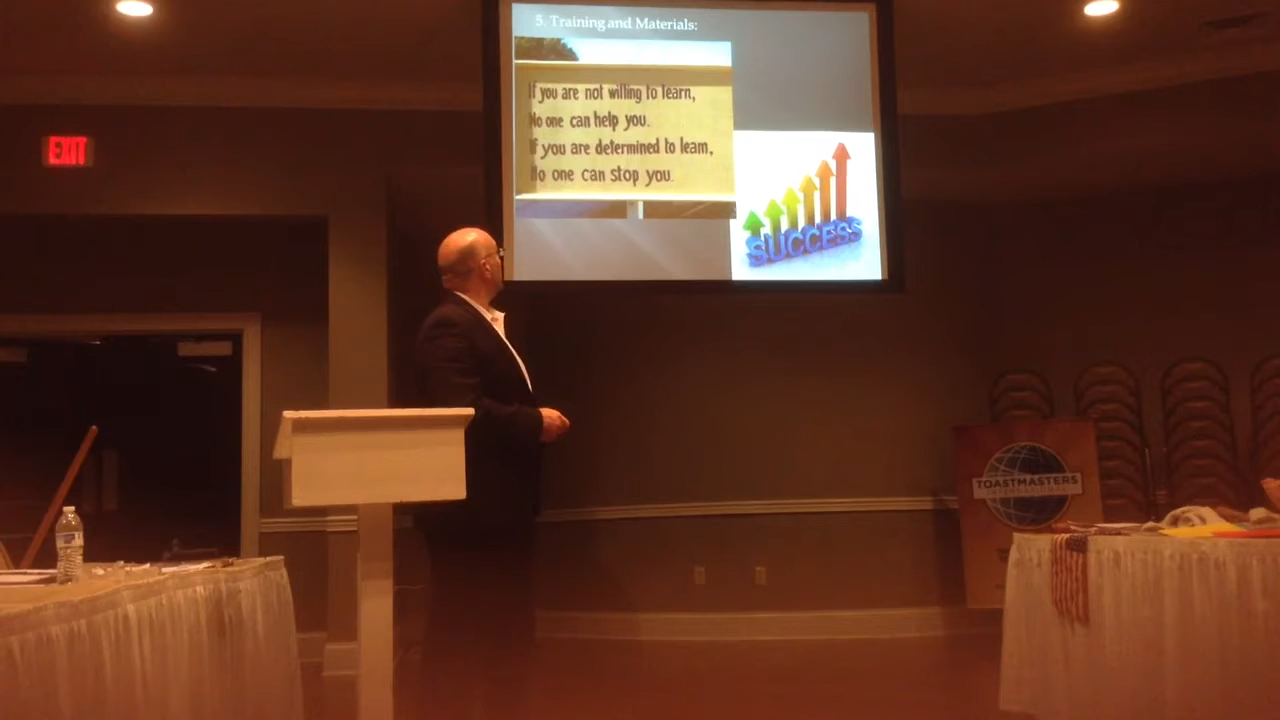 5. Training and Materials:
If you are not willing to learn,
No one can help you.
If you are determined to learn,
No one can stop you.
SUCCESS
EXIT
TOASTMASTERS
INTERNATIONAL